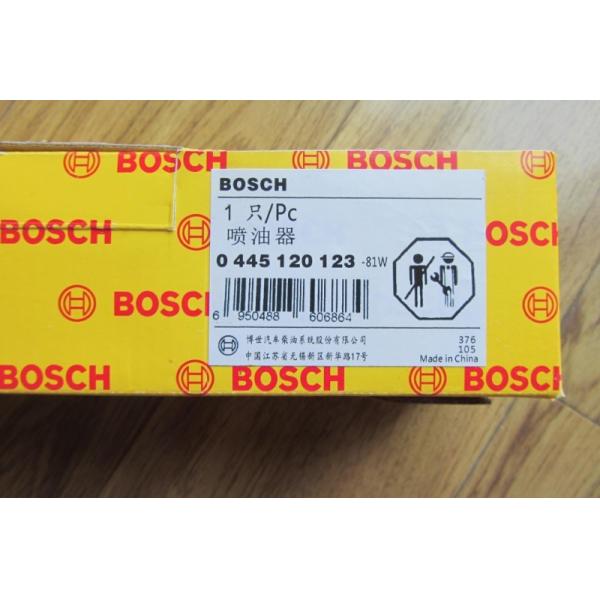 BOSCH BOSCH BOSCH
BOSCH
BOSCH
BOSCH
BOSCH BOSCH BOSCH
BOSCH
1 只/Pc
喷油器
0 445 120 123 -81W
6 950488 606864
博世汽车柴油系统股份有限公司
中国江苏省无锡新区新华路17号
376
105
Made in China